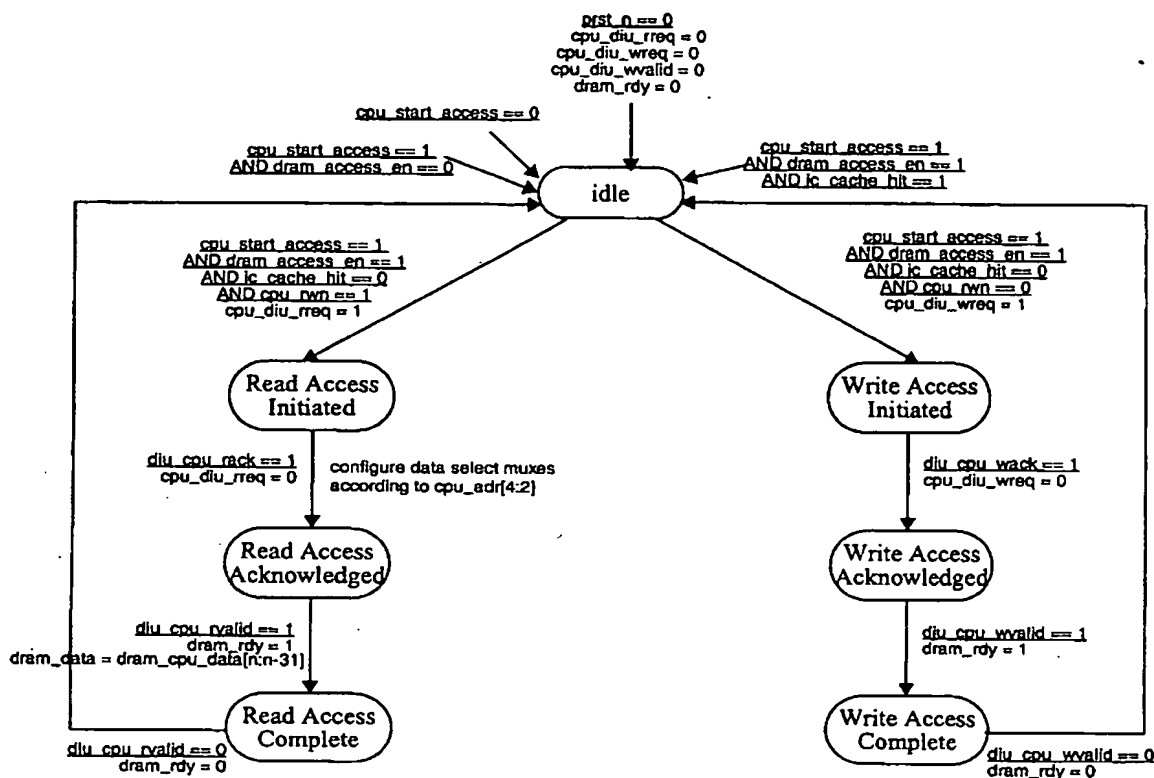 prst_n == 0
cpu_diu_rreq = 0
cpu_diu_wreq = 0
cpu_diu_wvalid = 0
dram_rdy = 0
cpu_start_access == 0
cpu_start_access == 1
AND dram_access_en == 0
cpu_start_access == 1
AND dram_access_en == 1
AND ic_cache_hit == 1
idle
cpu_start_access == 1
AND dram_access_en == 1
AND ic_cache_hit == 0
AND cpu_rwn == 1
cpu_diu_rreq = 1
cpu_start_access == 1
AND dram_access_en == 1
AND ic_cache_hit == 0
AND cpu_rwn == 0
cpu_diu_wreq = 1
Read Access
Initiated
Write Access
Initiated
diu_cpu_rack == 1
cpu_diu_rreq = 0
configure data select muxes
according to cpu_adr[4:2]
diu_cpu_wack == 1
cpu_diu_wreq = 0
Read Access
Acknowledged
Write Access
Acknowledged
diu_cpu_rvalid == 1
dram_rdy = 1
dram_data = dram_cpu_data[n:n-31]
diu_cpu_wvalid == 1
dram_rdy = 1
Read Access
Complete
Write Access
Complete
diu_cpu_rvalid == 0
dram_rdy = 0
diu_cpu_wvalid == 0
dram_rdy = 0